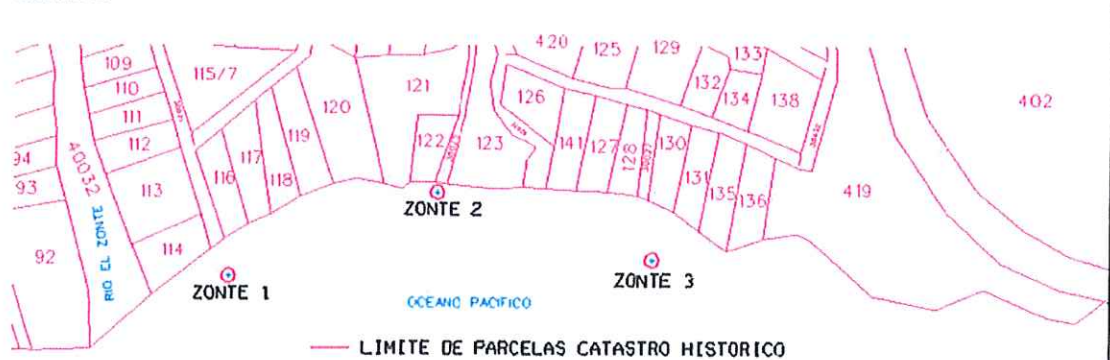 420 125 129 133
109 115/7 132
110 121 126 134 138 402
111 120
112 119 122 123 141 127 128 130
94 40032 117
93 113 116 118 131 135 136 419
RIO EL ZONTE ZONTE 2
92 114
ZONTE 1 ZONTE 3
OCEANO PACIFICO
LIMITE DE PARCELAS CATASTRO HISTORICO